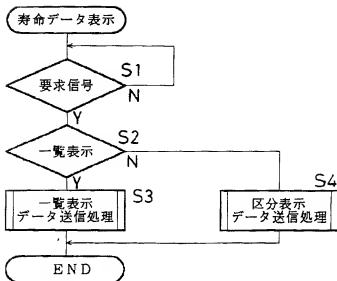 寿命データ表示
要求信号
S1
N
Y
一覧表示
S2
N
Y
一覧表示
データ送信処理
S3
区分表示
データ送信処理
S4
END